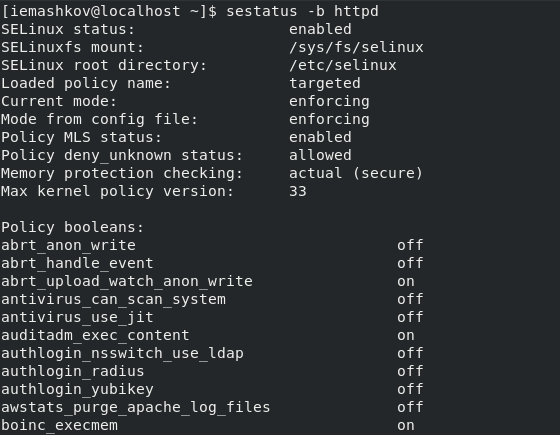 [iemashkov@localhost ~]$ sestatus -b httpd
SELinux status:                 enabled
SELinuxfs mount:                /sys/fs/selinux
SELinux root directory:         /etc/selinux
Loaded policy name:             targeted
Current mode:                   enforcing
Mode from config file:          enforcing
Policy MLS status:              enabled
Policy deny_unknown status:     allowed
Memory protection checking:     actual (secure)
Max kernel policy version:      33

Policy booleans:
abrt_anon_write                             off
abrt_handle_event                           off
abrt_upload_watch_anon_write                on
antivirus_can_scan_system                   off
antivirus_use_jit                           off
auditadm_exec_content                       on
authlogin_nsswitch_use_ldap                 off
authlogin_radius                            off
authlogin_yubikey                           off
awstats_purge_apache_log_files              off
boinc_execmem                               on